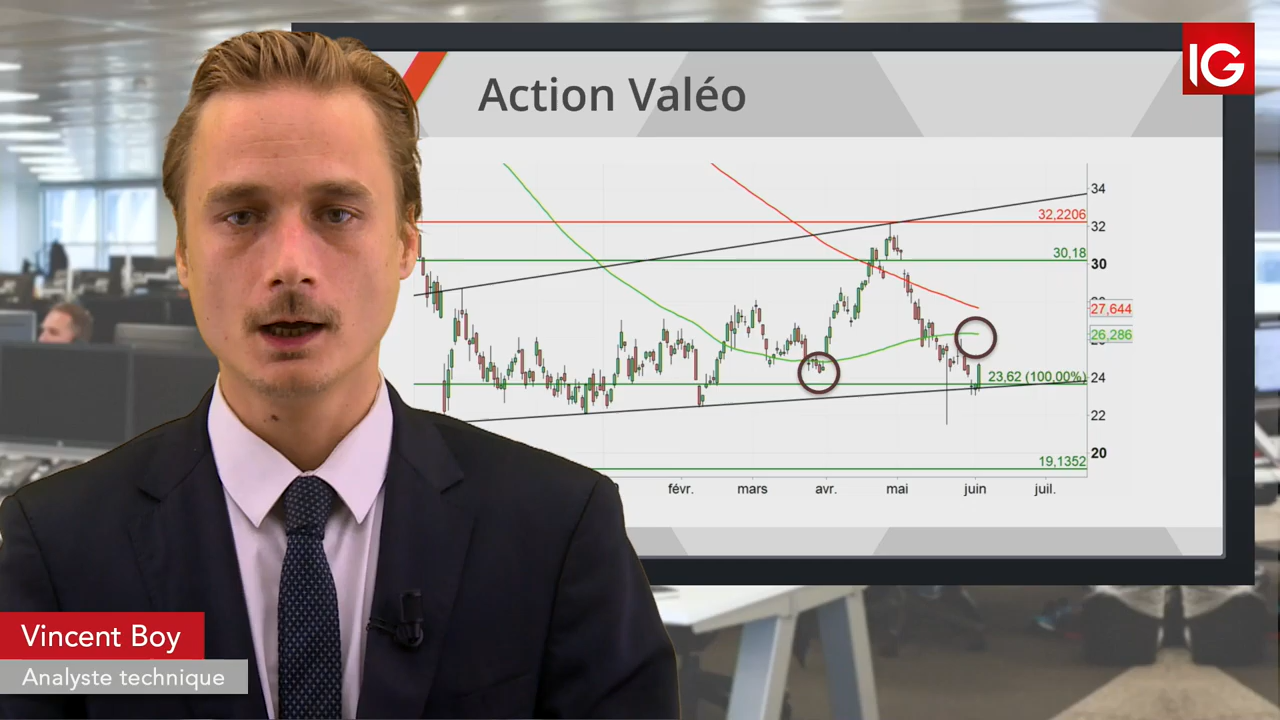 IG
Action Valéo
34
32,2206
32
30,18
30
27,644
26,286
23,62 (100,00%)
24
22
20
19,1352
févr.
mars
avr.
mai
juin
juil.
Vincent Boy
Analyste technique